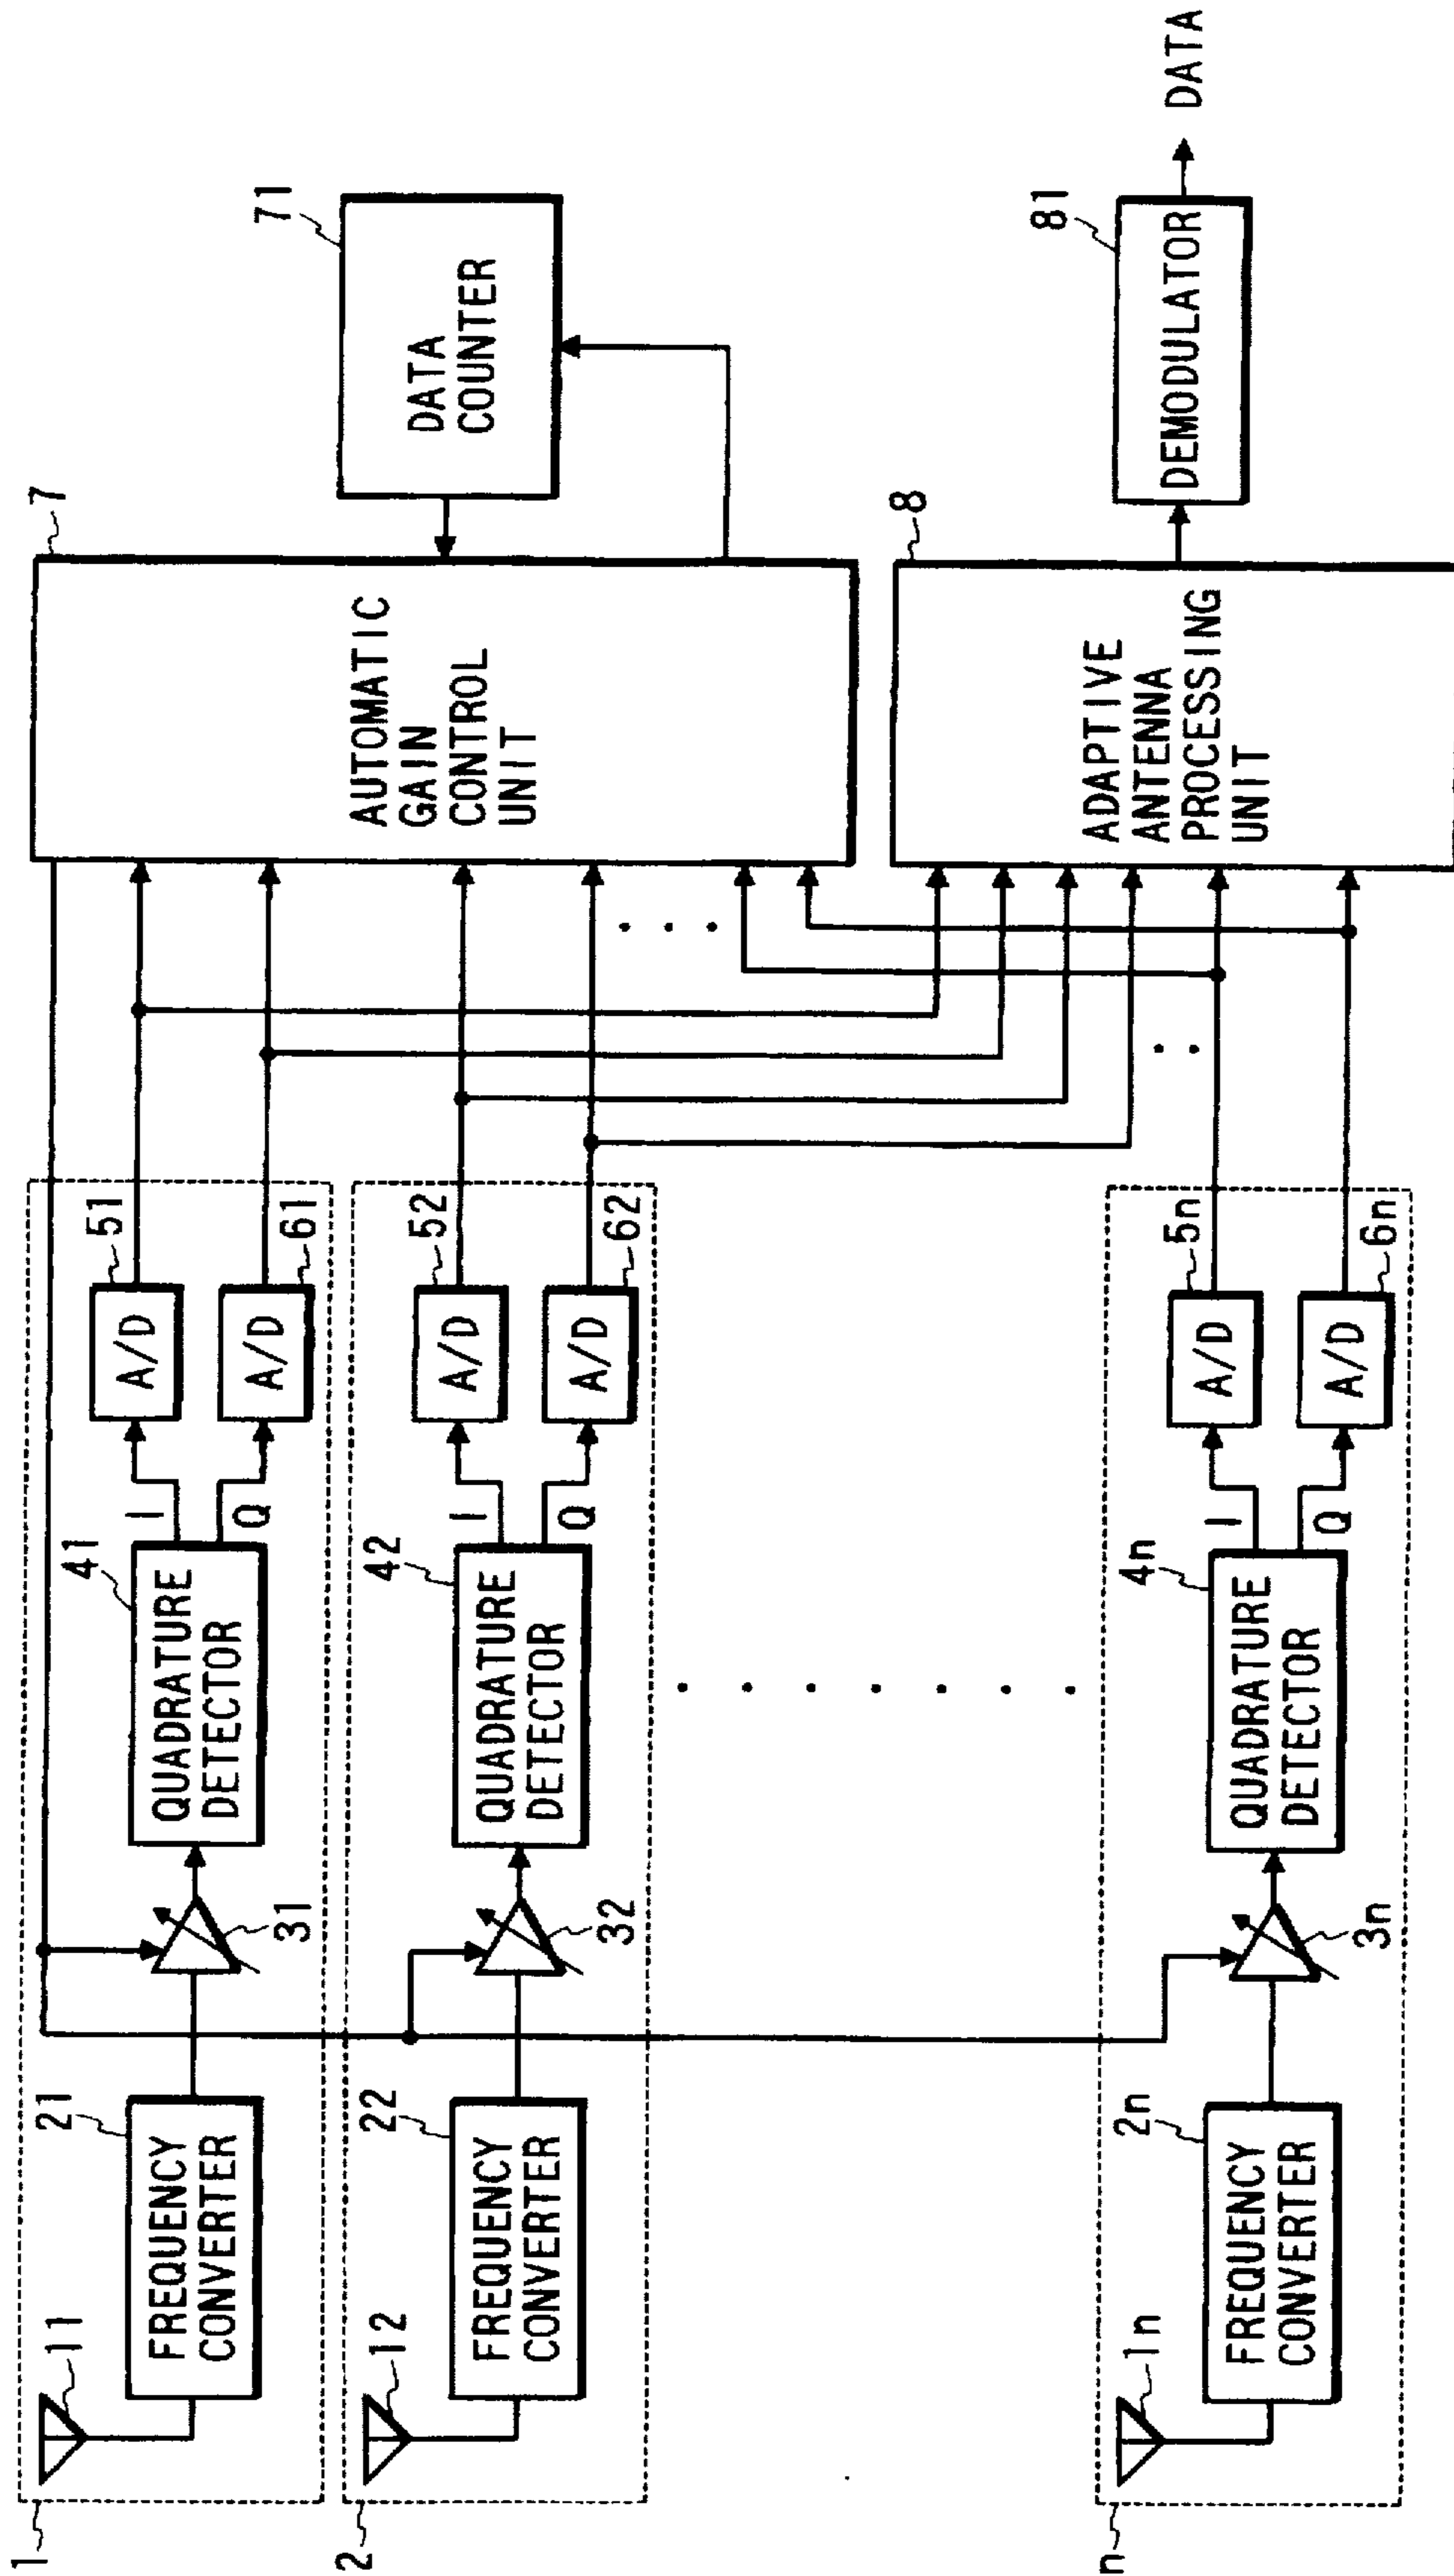 1
11
21
FREQUENCY
CONVERTER
31
41
QUADRATURE
DETECTOR
I
Q
51
A/D
61
A/D
2
12
22
FREQUENCY
CONVERTER
32
42
QUADRATURE
DETECTOR
I
Q
52
A/D
62
A/D
n
1n
2n
FREQUENCY
CONVERTER
3n
4n
QUADRATURE
DETECTOR
I
Q
5n
A/D
6n
A/D
7
AUTOMATIC
GAIN
CONTROL
UNIT
71
DATA
COUNTER
8
ADAPTIVE
ANTENNA
PROCESSING
UNIT
81
DEMODULATOR
DATA